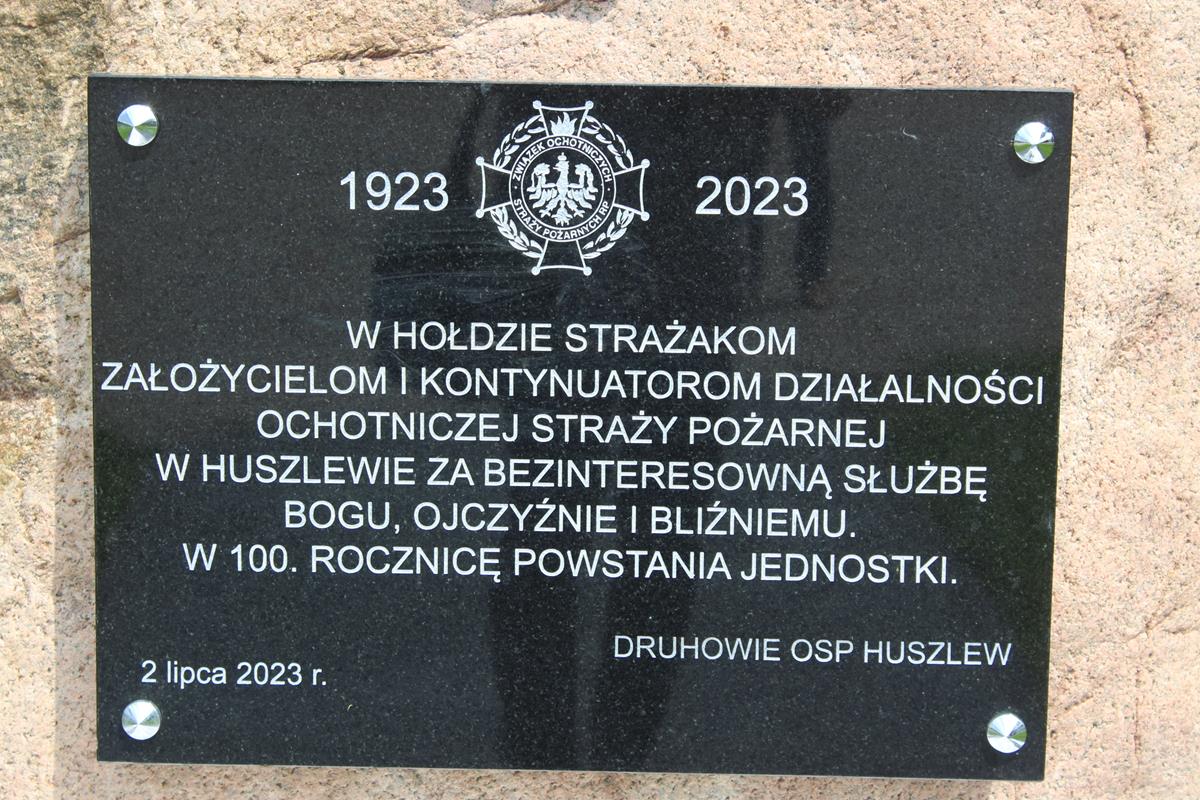 1923 2023
ZWIĄZEK OCHOTNICZYCH
STRAŻY POŻARNYCH RP
W HOŁDZIE STRAŻAKOM
ZAŁOŻYCIELOM I KONTYNUATOROM DZIAŁALNOŚCI
OCHOTNICZEJ STRAŻY POŻARNEJ
W HUSZLEWIE ZA BEZINTERESOWNĄ SŁUŻBĘ
BOGU, OJCZYŹNIE I BLIŹNIEMU.
W 100. ROCZNICĘ POWSTANIA JEDNOSTKI.
DRUHOWIE OSP HUSZLEW
2 lipca 2023 r.